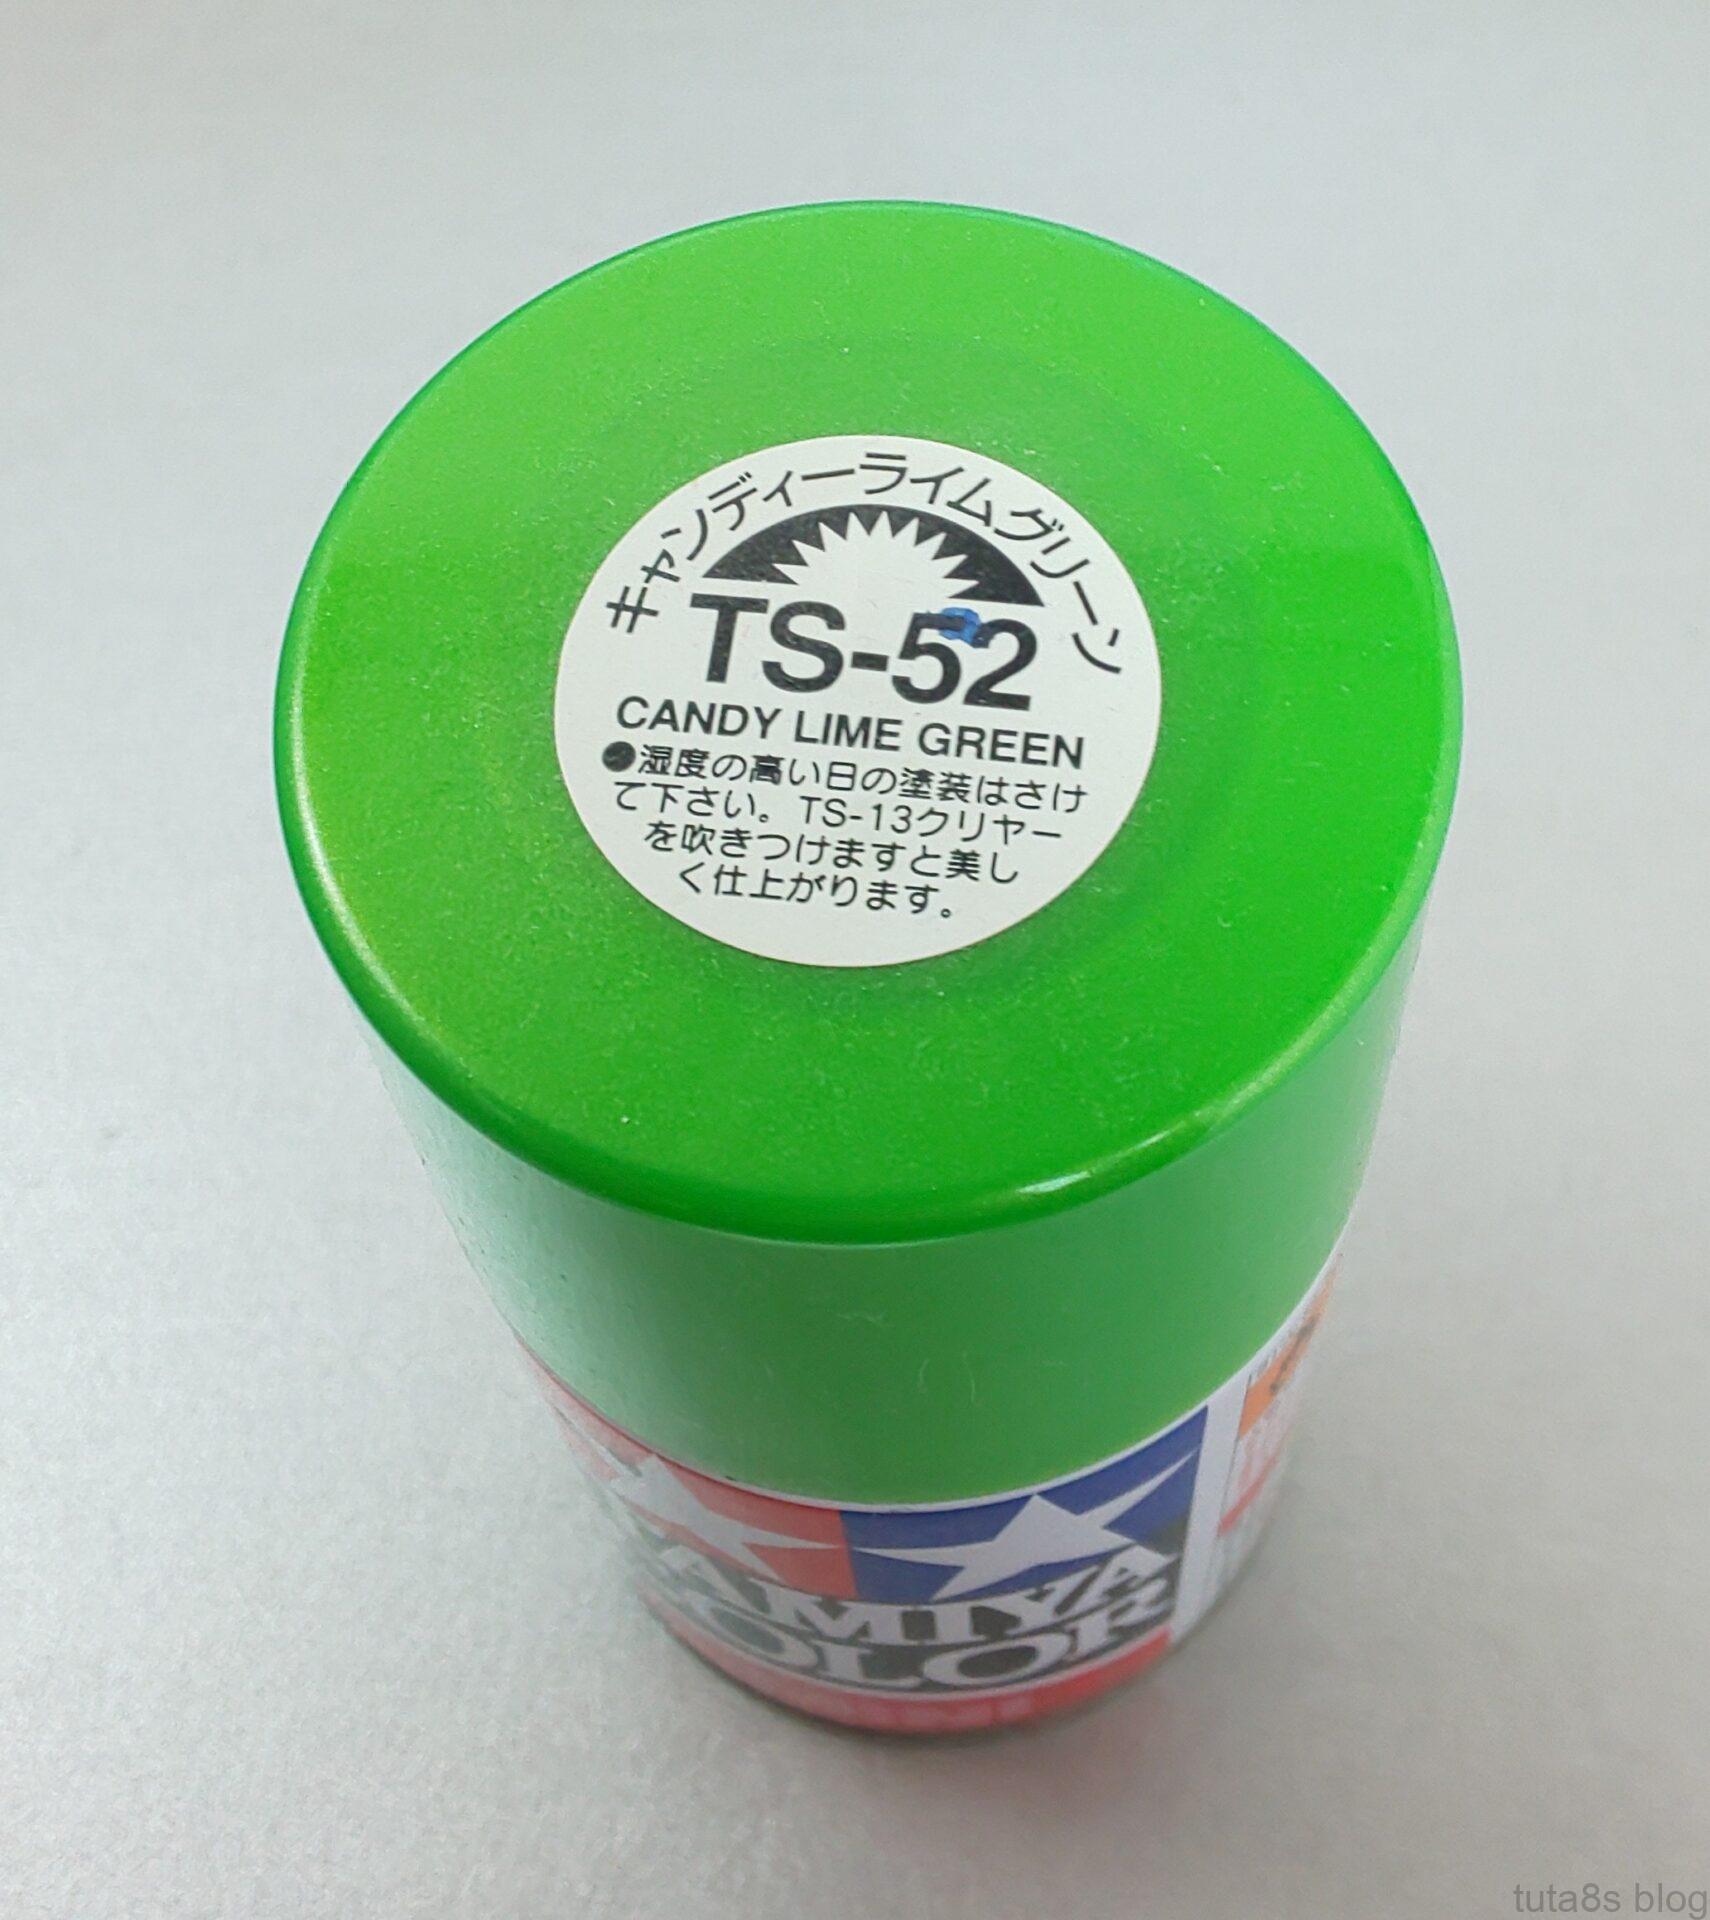 キャンディーライムグリーン
TS-52
CANDY LIME GREEN
●湿度の高い日の塗装はさけ
て下さい。TS-13クリヤー
を吹きつけますと美し
く仕上がります。
TAMIYA
COLOR
tuta8s blog